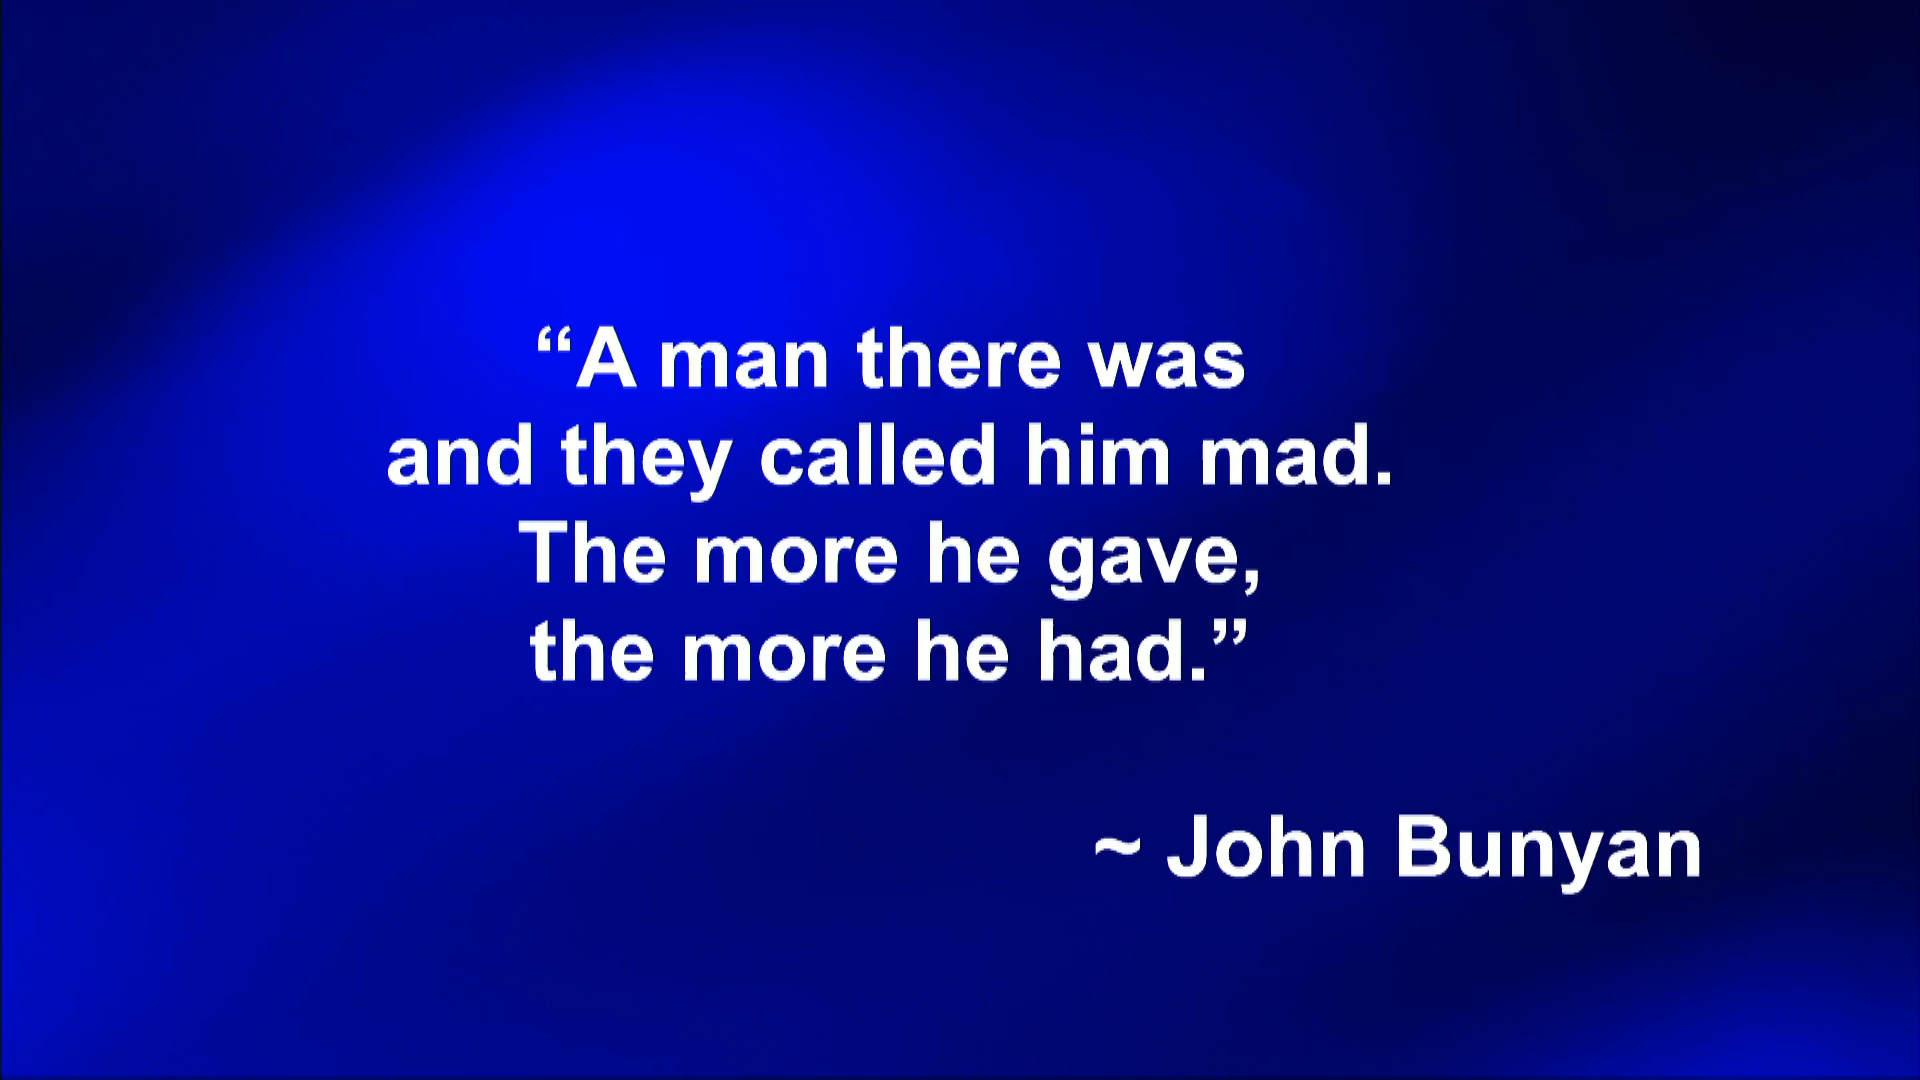 “A man there was
and they called him mad.
The more he gave,
the more he had.”
~ John Bunyan